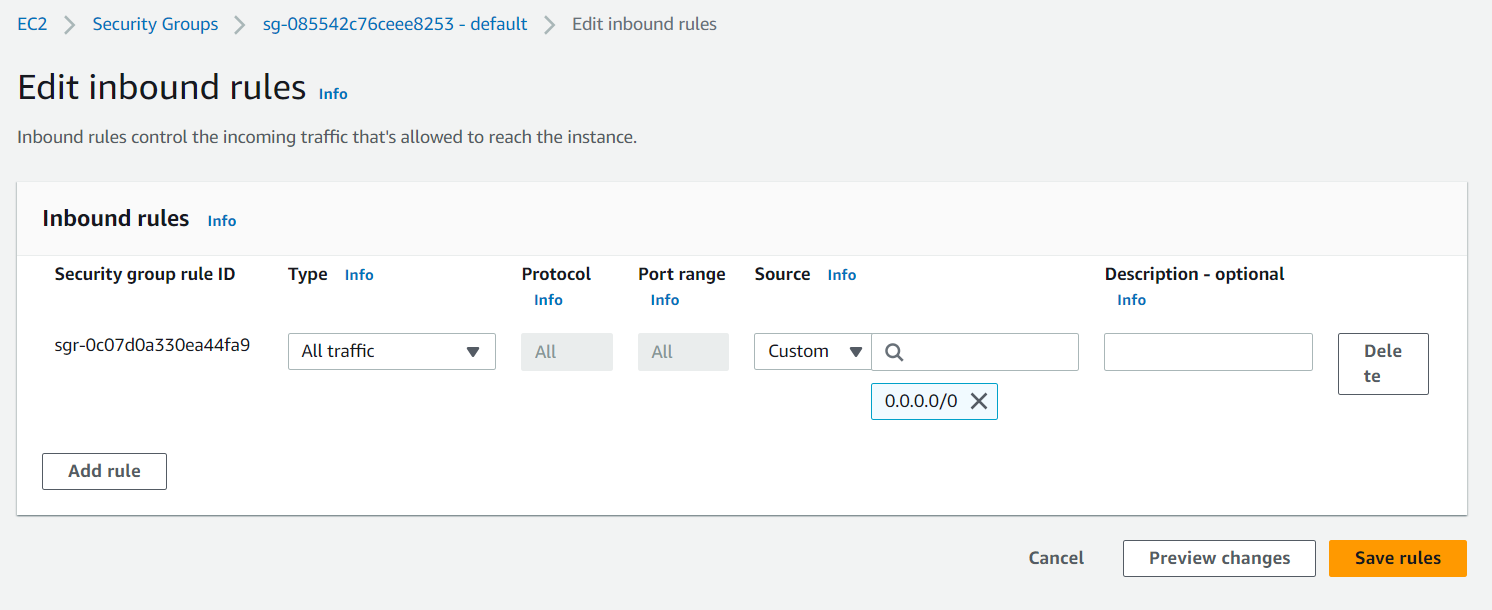 EC2 > Security Groups > sg-085542c76ceee8253 - default > Edit inbound rules
Edit inbound rules Info
Inbound rules control the incoming traffic that's allowed to reach the instance.
Inbound rules Info
Security group rule ID Type Info Protocol Port range Source Info Description - optional
Info Info Info
sgr-0c07d0a330ea44fa9 All traffic All All Custom Dele
te
0.0.0.0/0
Add rule
Cancel Preview changes Save rules